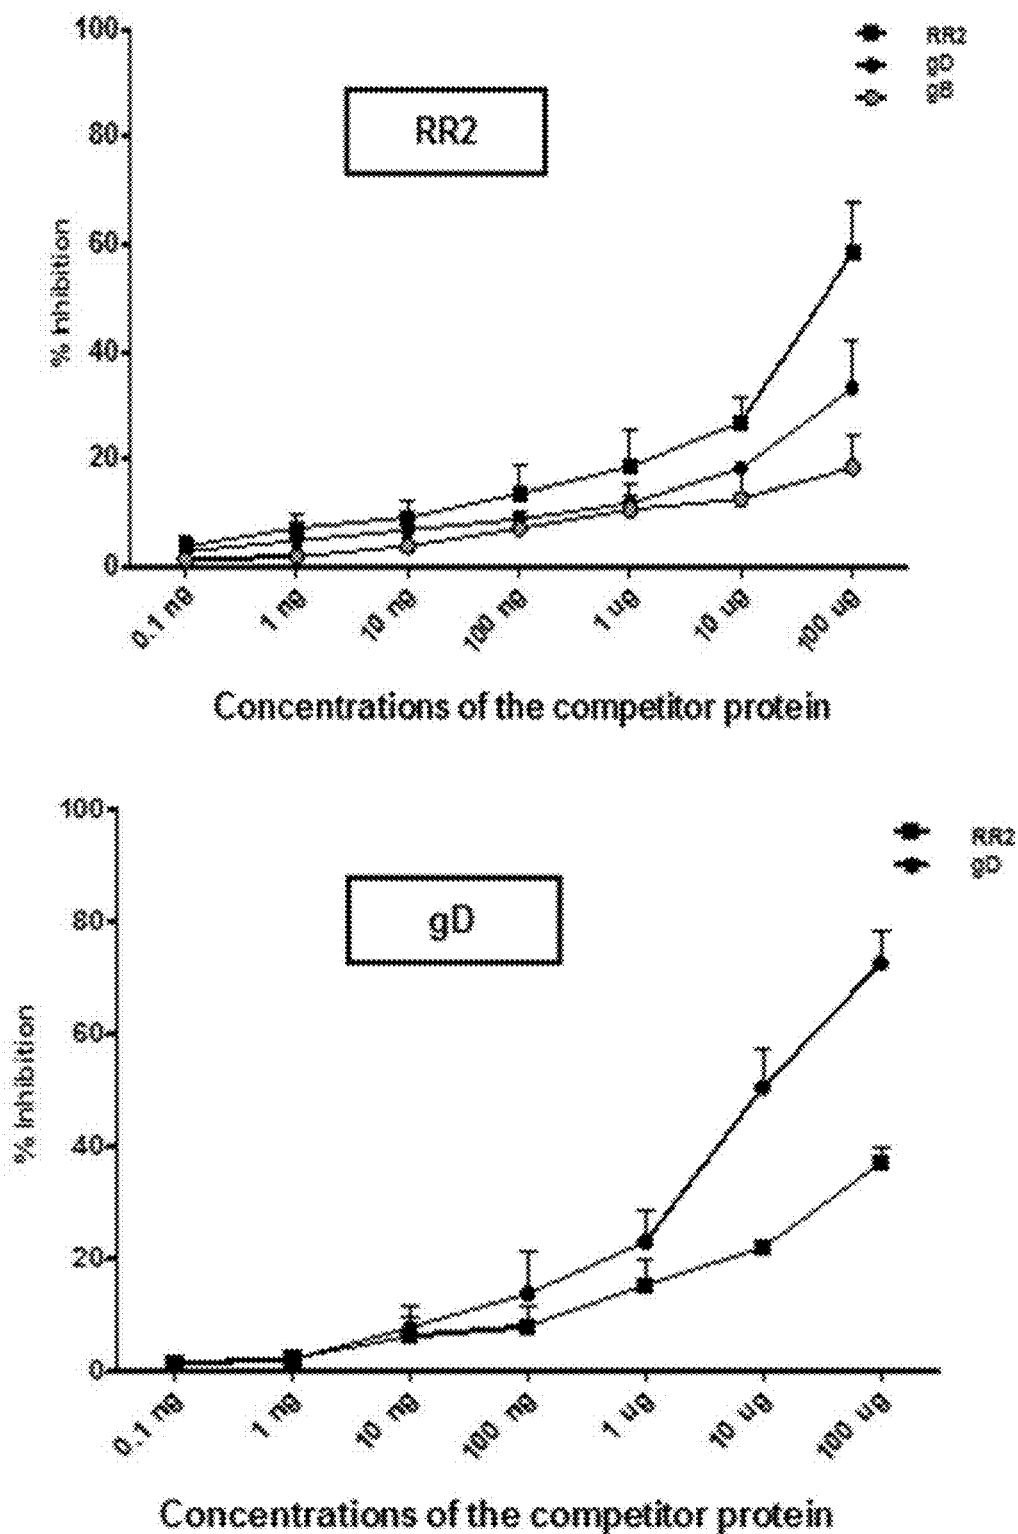 100
80
60
40
20
0
% Inhibition
RR2
RR2
gD
gB
0.1 ng
1 ng
10 ng
100 ng
1 ug
10 ug
100 ug
Concentrations of the competitor protein
100
80
60
40
20
0
% Inhibition
gD
RR2
gD
0.1 ng
1 ng
10 ng
100 ng
1 ug
10 ug
100 ug
Concentrations of the competitor protein